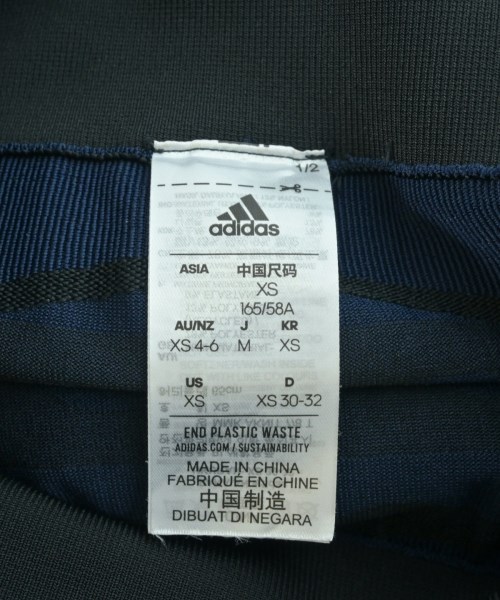 1/2
adidas
ASIA 中国尺码
XS
165/58A
AU/NZ J KR
XS 4-6 M XS
US D
XS XS 30-32
END PLASTIC WASTE
ADIDAS.COM / SUSTAINABILITY
MADE IN CHINA
FABRIQUÉ EN CHINE
中国制造
DIBUAT DI NEGARA